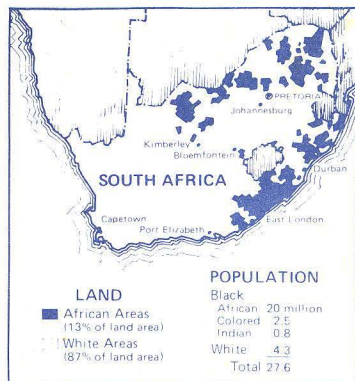 PRETORIA
Johannesburg
Kimberley
Bloemfontein
Durban
SOUTH AFRICA
Capetown
Port Elizabeth
East London
LAND
African Areas
(13% of land area)
White Areas
(87% of land area)
POPULATION
Black
African 20 million
Colored 2.5
Indian 0.8
White 4.3
Total 27.6